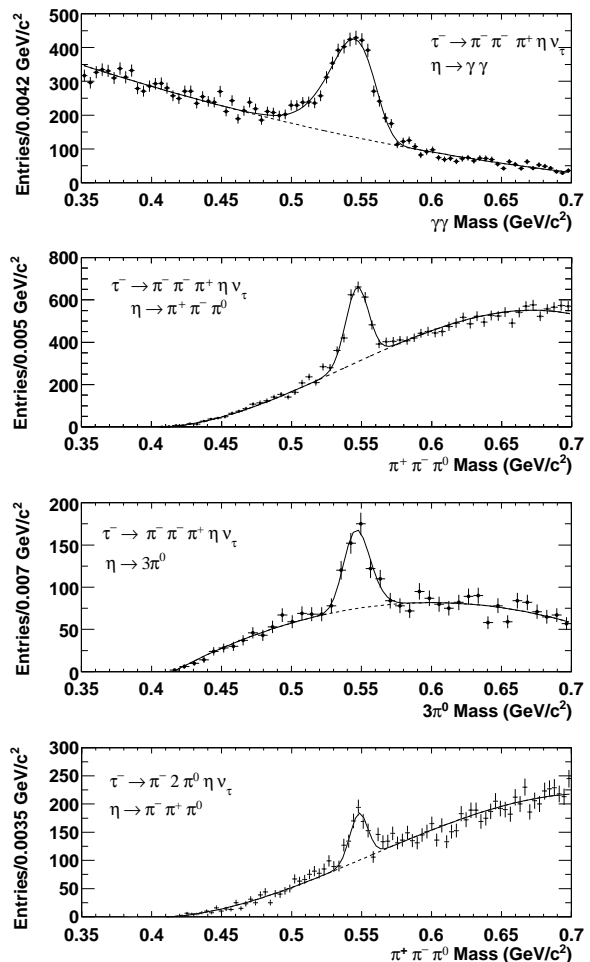 Entries/0.0042 GeV/c²
500
400
300
200
100
0
τ⁻ → π⁻ π⁻ π⁺ η ν_τ
η → γ γ
0.35 0.4 0.45 0.5 0.55 0.6 0.65 0.7
γγ Mass (GeV/c²)
Entries/0.005 GeV/c²
800
600
400
200
0
τ⁻ → π⁻ π⁻ π⁺ η ν_τ
η → π⁺ π⁻ π⁰
0.35 0.4 0.45 0.5 0.55 0.6 0.65 0.7
π⁺ π⁻ π⁰ Mass (GeV/c²)
Entries/0.007 GeV/c²
200
150
100
50
0
τ⁻ → π⁻ π⁻ π⁺ η ν_τ
η → 3π⁰
0.35 0.4 0.45 0.5 0.55 0.6 0.65 0.7
3π⁰ Mass (GeV/c²)
Entries/0.0035 GeV/c²
300
250
200
150
100
50
0
τ⁻ → π⁻ 2 π⁰ η ν_τ
η → π⁻ π⁺ π⁰
0.35 0.4 0.45 0.5 0.55 0.6 0.65 0.7
π⁺ π⁻ π⁰ Mass (GeV/c²)